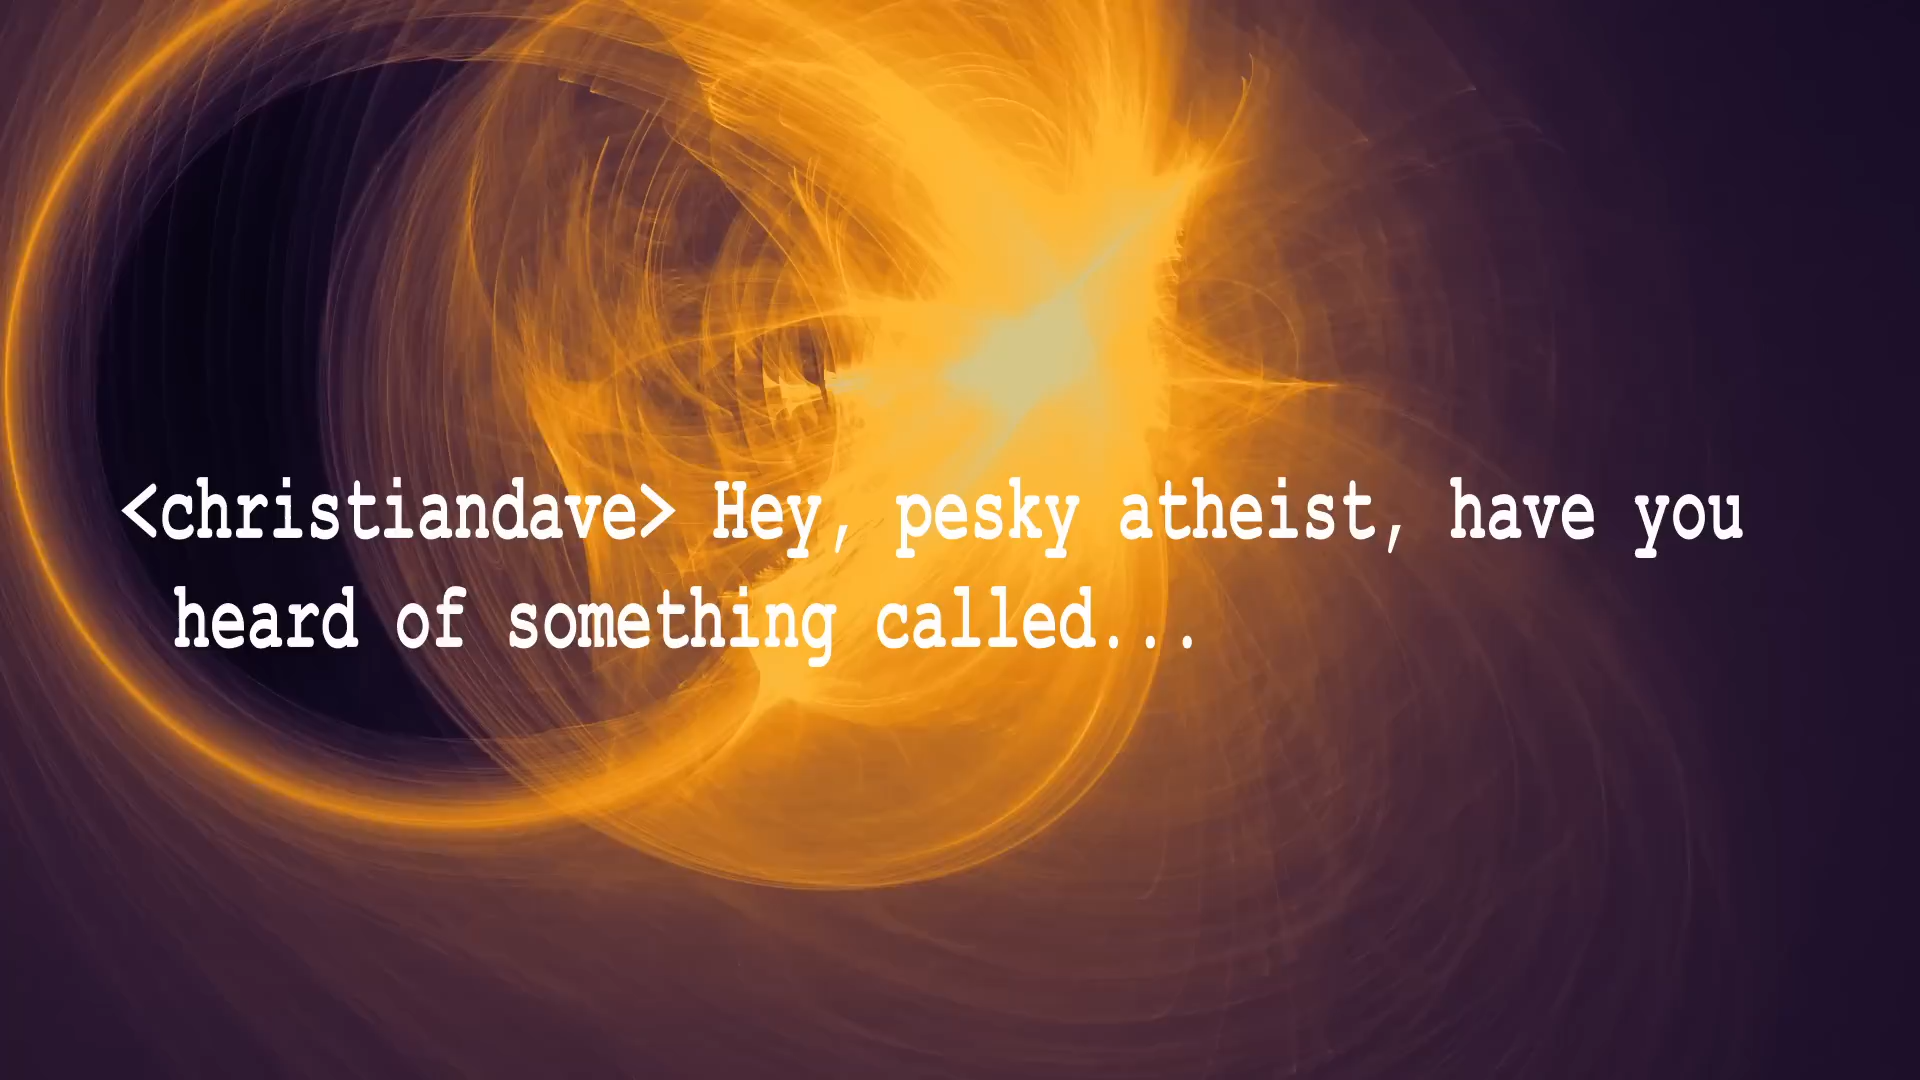 <christiandave> Hey, pesky atheist, have you
heard of something called...